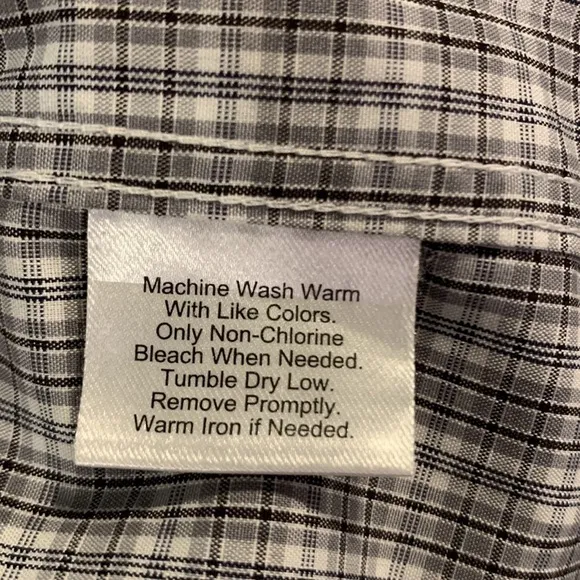 Machine Wash Warm
With Like Colors.
Only Non-Chlorine
Bleach When Needed.
Tumble Dry Low.
Remove Promptly.
Warm Iron if Needed.